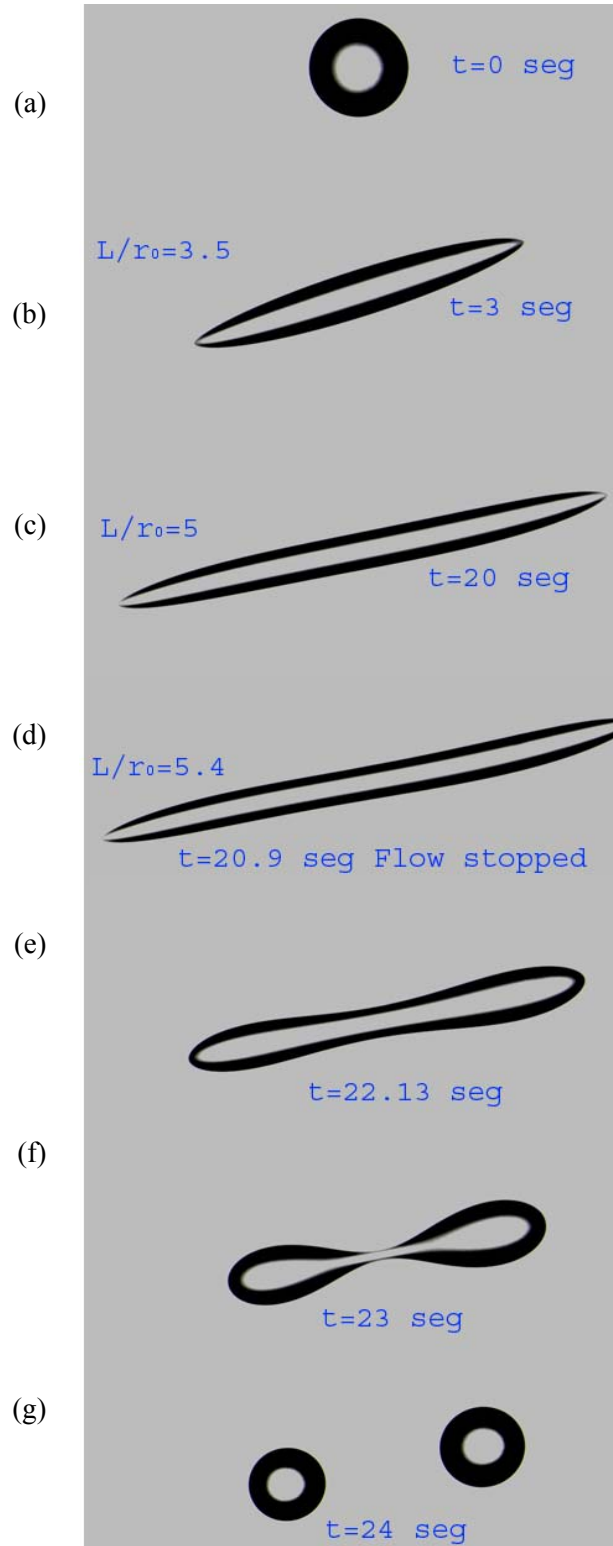 (a)
t=0 seg
L/r₀=3.5
(b)
t=3 seg
(c)
L/r₀=5
t=20 seg
(d)
L/r₀=5.4
t=20.9 seg Flow stopped
(e)
t=22.13 seg
(f)
t=23 seg
(g)
t=24 seg